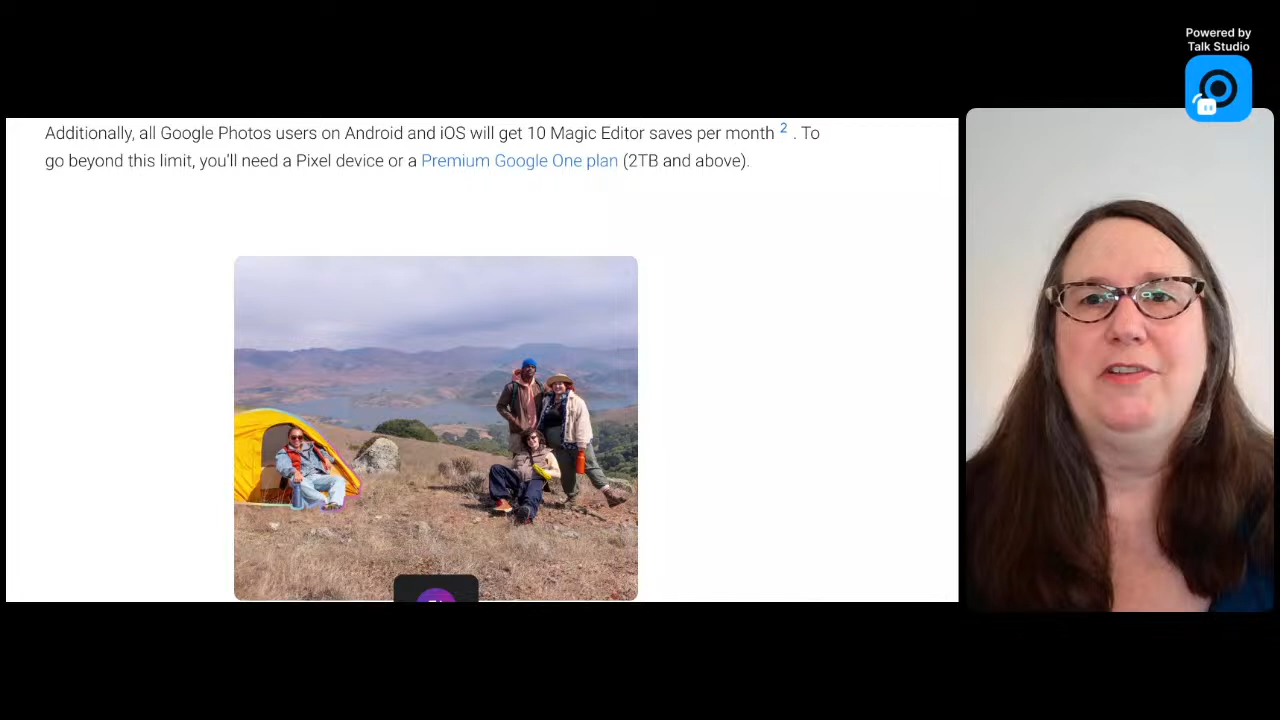 Powered by
Talk Studio
Additionally, all Google Photos users on Android and iOS will get 10 Magic Editor saves per month 2 . To
go beyond this limit, you'll need a Pixel device or a Premium Google One plan (2TB and above).